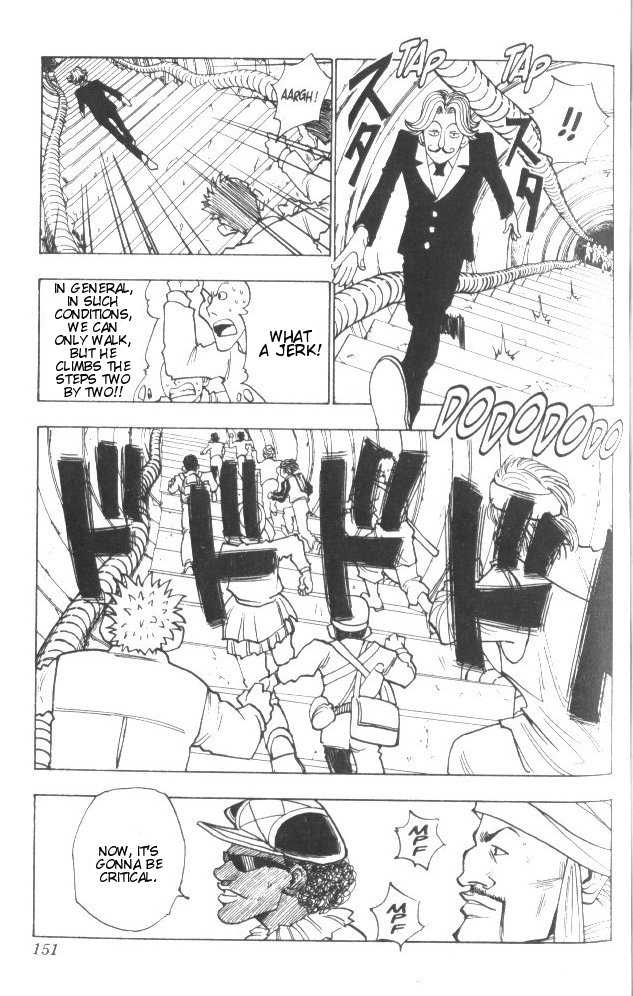 TAP
TAP
!!
スタ
スタ
AARGH!
WHAT
A JERK!
IN GENERAL,
IN SUCH
CONDITIONS,
WE CAN
ONLY WALK,
BUT HE
CLIMBS THE
STEPS TWO
BY TWO!!
DODODODODO
ドドドド
MPF
MPF
NOW, IT'S
GONNA BE
CRITICAL.
151